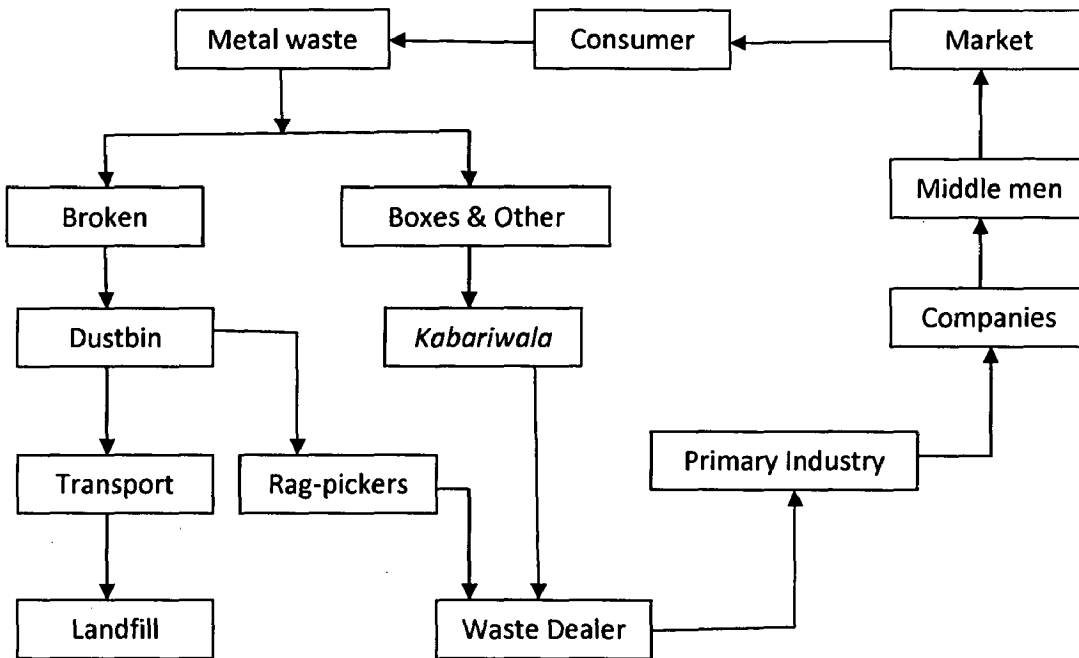 Metal waste
Consumer
Market
Middle men
Broken
Boxes & Other
Companies
Dustbin
Kabariwala
Primary Industry
Transport
Rag-pickers
Landfill
Waste Dealer